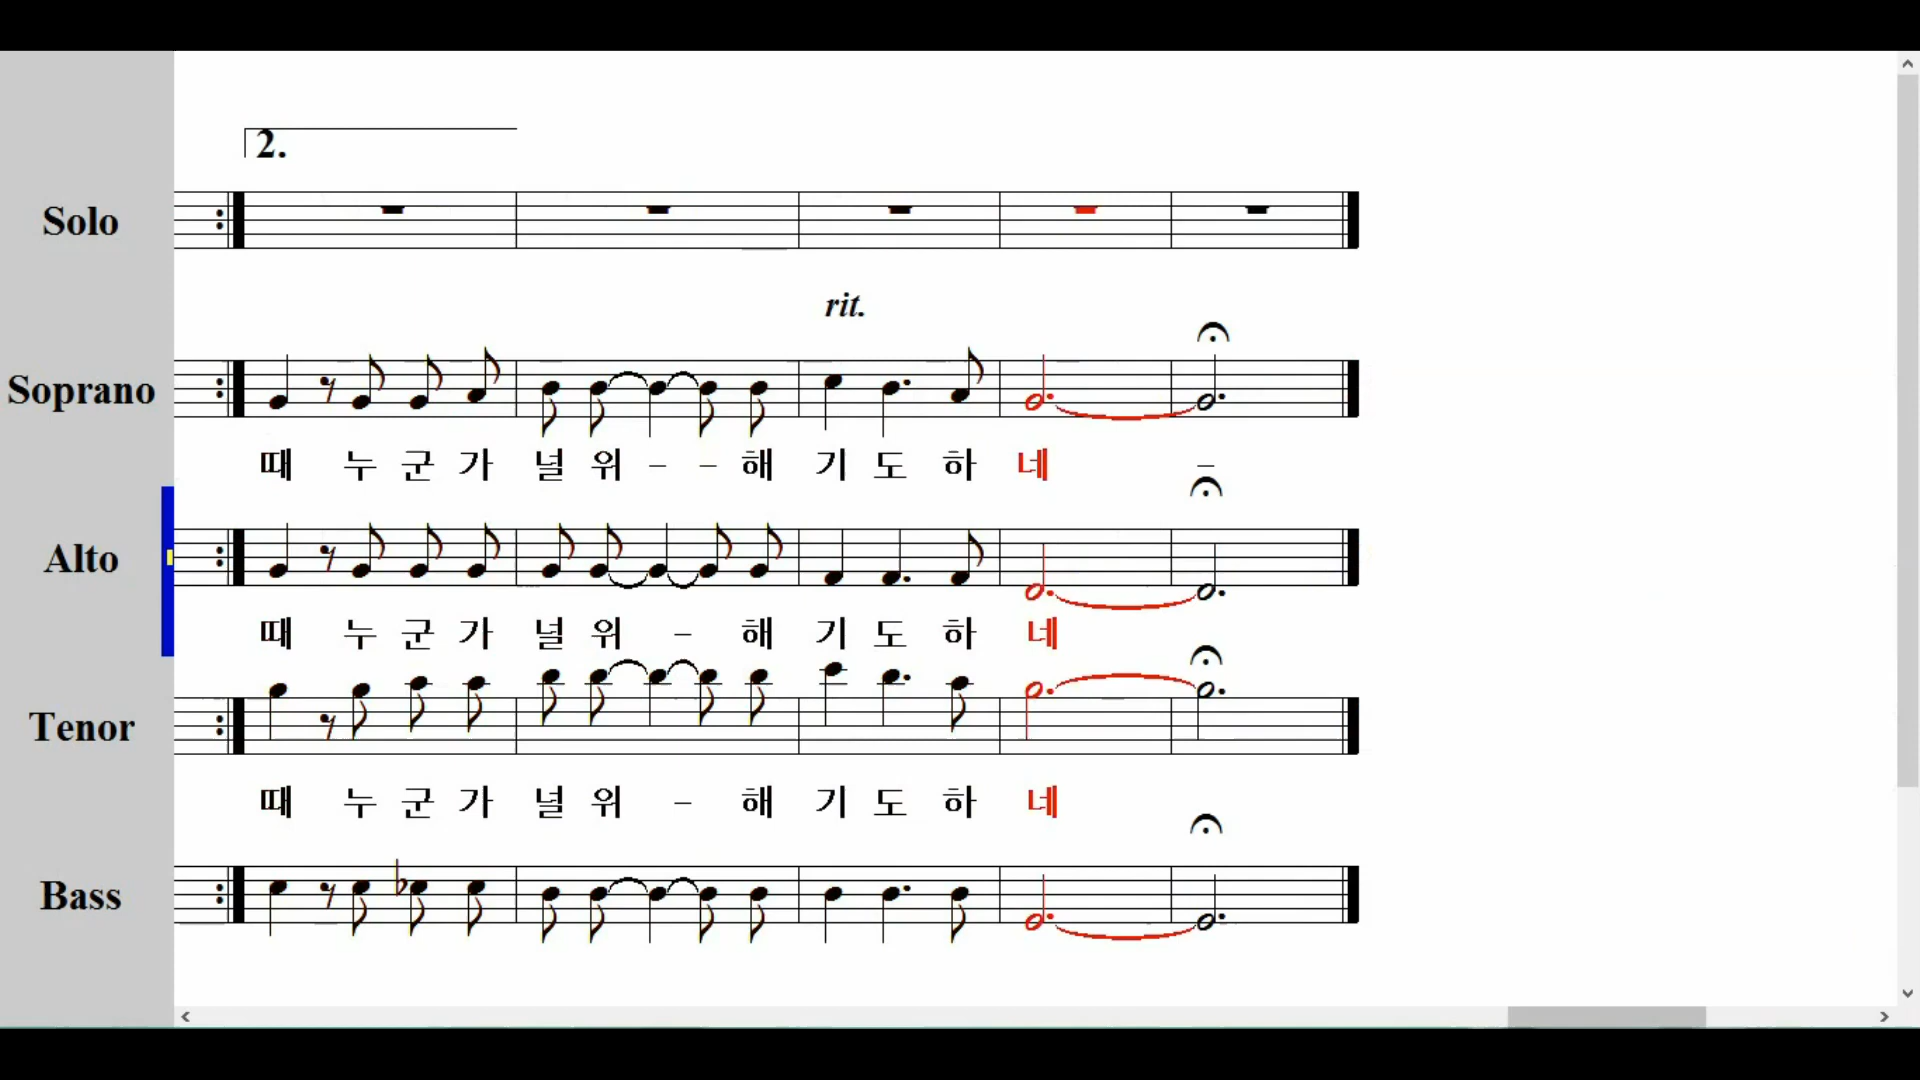 2.
Solo
rit.
Soprano
때 누 군 가 널 위 - - 해 기 도 하 네 -
Alto
때 누 군 가 널 위 - 해 기 도 하 네
Tenor
때 누 군 가 널 위 - 해 기 도 하 네
Bass